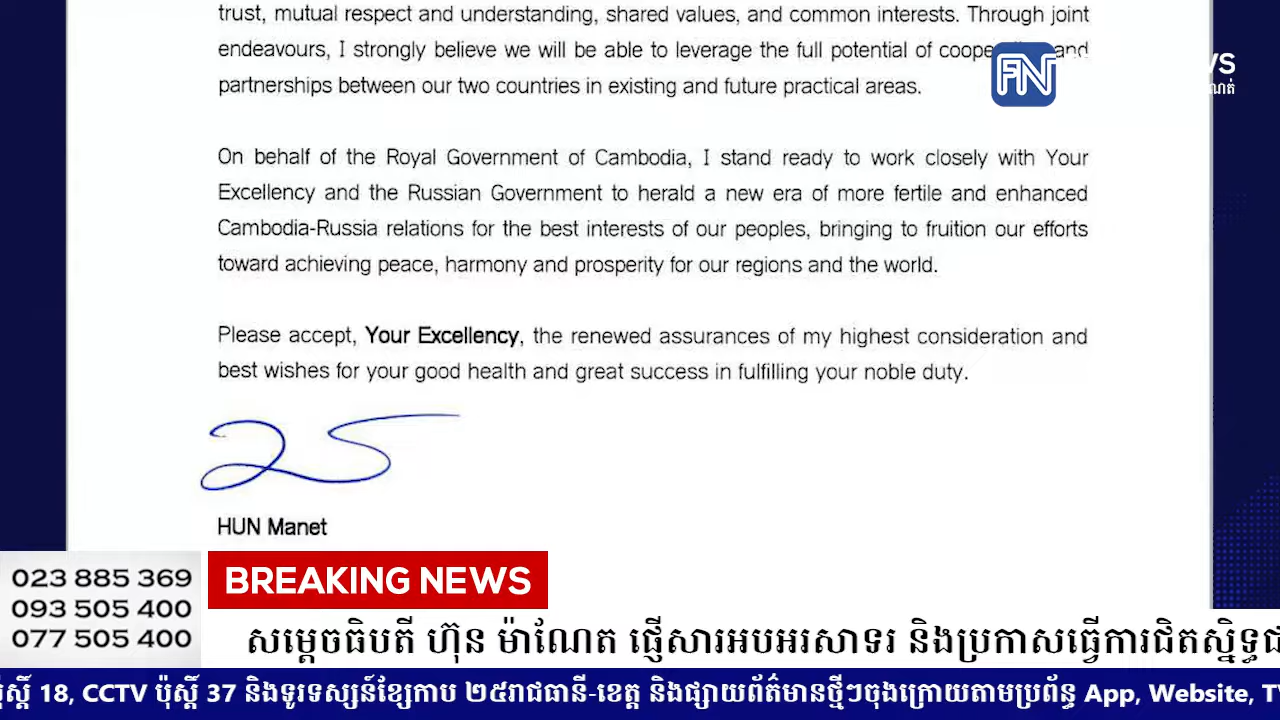 trust, mutual respect and understanding, shared values, and common interests. Through joint
endeavours, I strongly believe we will be able to leverage the full potential of and
partnerships between our two countries in existing and future practical areas.
On behalf of the Royal Government of Cambodia, I stand ready to work closely with Your
Excellency and the Russian Government to herald a new era of more fertile and enhanced
Cambodia-Russia relations for the best interests of our peoples, bringing to fruition our efforts
toward achieving peace, harmony and prosperity for our regions and the world.
Please accept, Your Excellency, the renewed assurances of my highest consideration and
best wishes for your good health and great success in fulfilling your noble duty.
HUN Manet
FN
023 885 369
093 505 400
077 505 400
BREAKING NEWS
សម្តេចធិបតី ហ៊ុន ម៉ាណែត ផ្ញើសារអបអរសាទរ និងប្រកាសធ្វើការជិតស្និទ្ធជា
ប៉ុស្តិ៍ 18, CCTV ប៉ុស្តិ៍ 37 និងទូរទស្សន៍ខ្សែកាប ២៥រាជធានី-ខេត្ត និងផ្សាយព័ត៌មានថ្មីៗចុងក្រោយតាមប្រព័ន្ធ App, Website, T